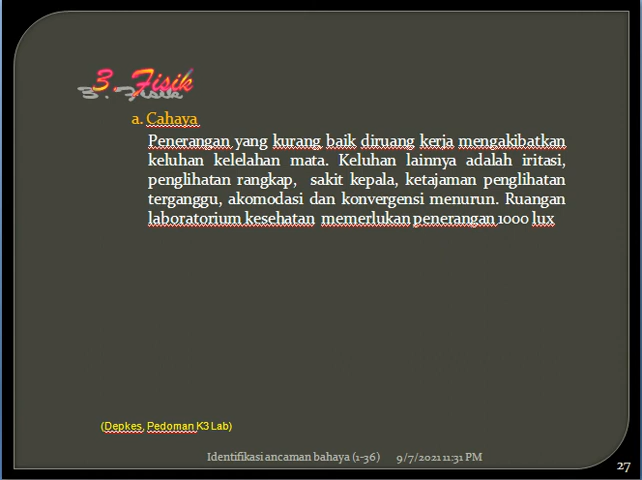 3. Fisik
a. Cahaya
Penerangan yang kurang baik diruang kerja mengakibatkan
keluhan kelelahan mata. Keluhan lainnya adalah iritasi,
penglihatan rangkap, sakit kepala, ketajaman penglihatan
terganggu, akomodasi dan konvergensi menurun. Ruangan
laboratorium kesehatan memerlukan penerangan 1000 lux
(Depkes, Pedoman K3 Lab)
Identifikasi ancaman bahaya (1-36) 9/7/2021 11:31 PM
27